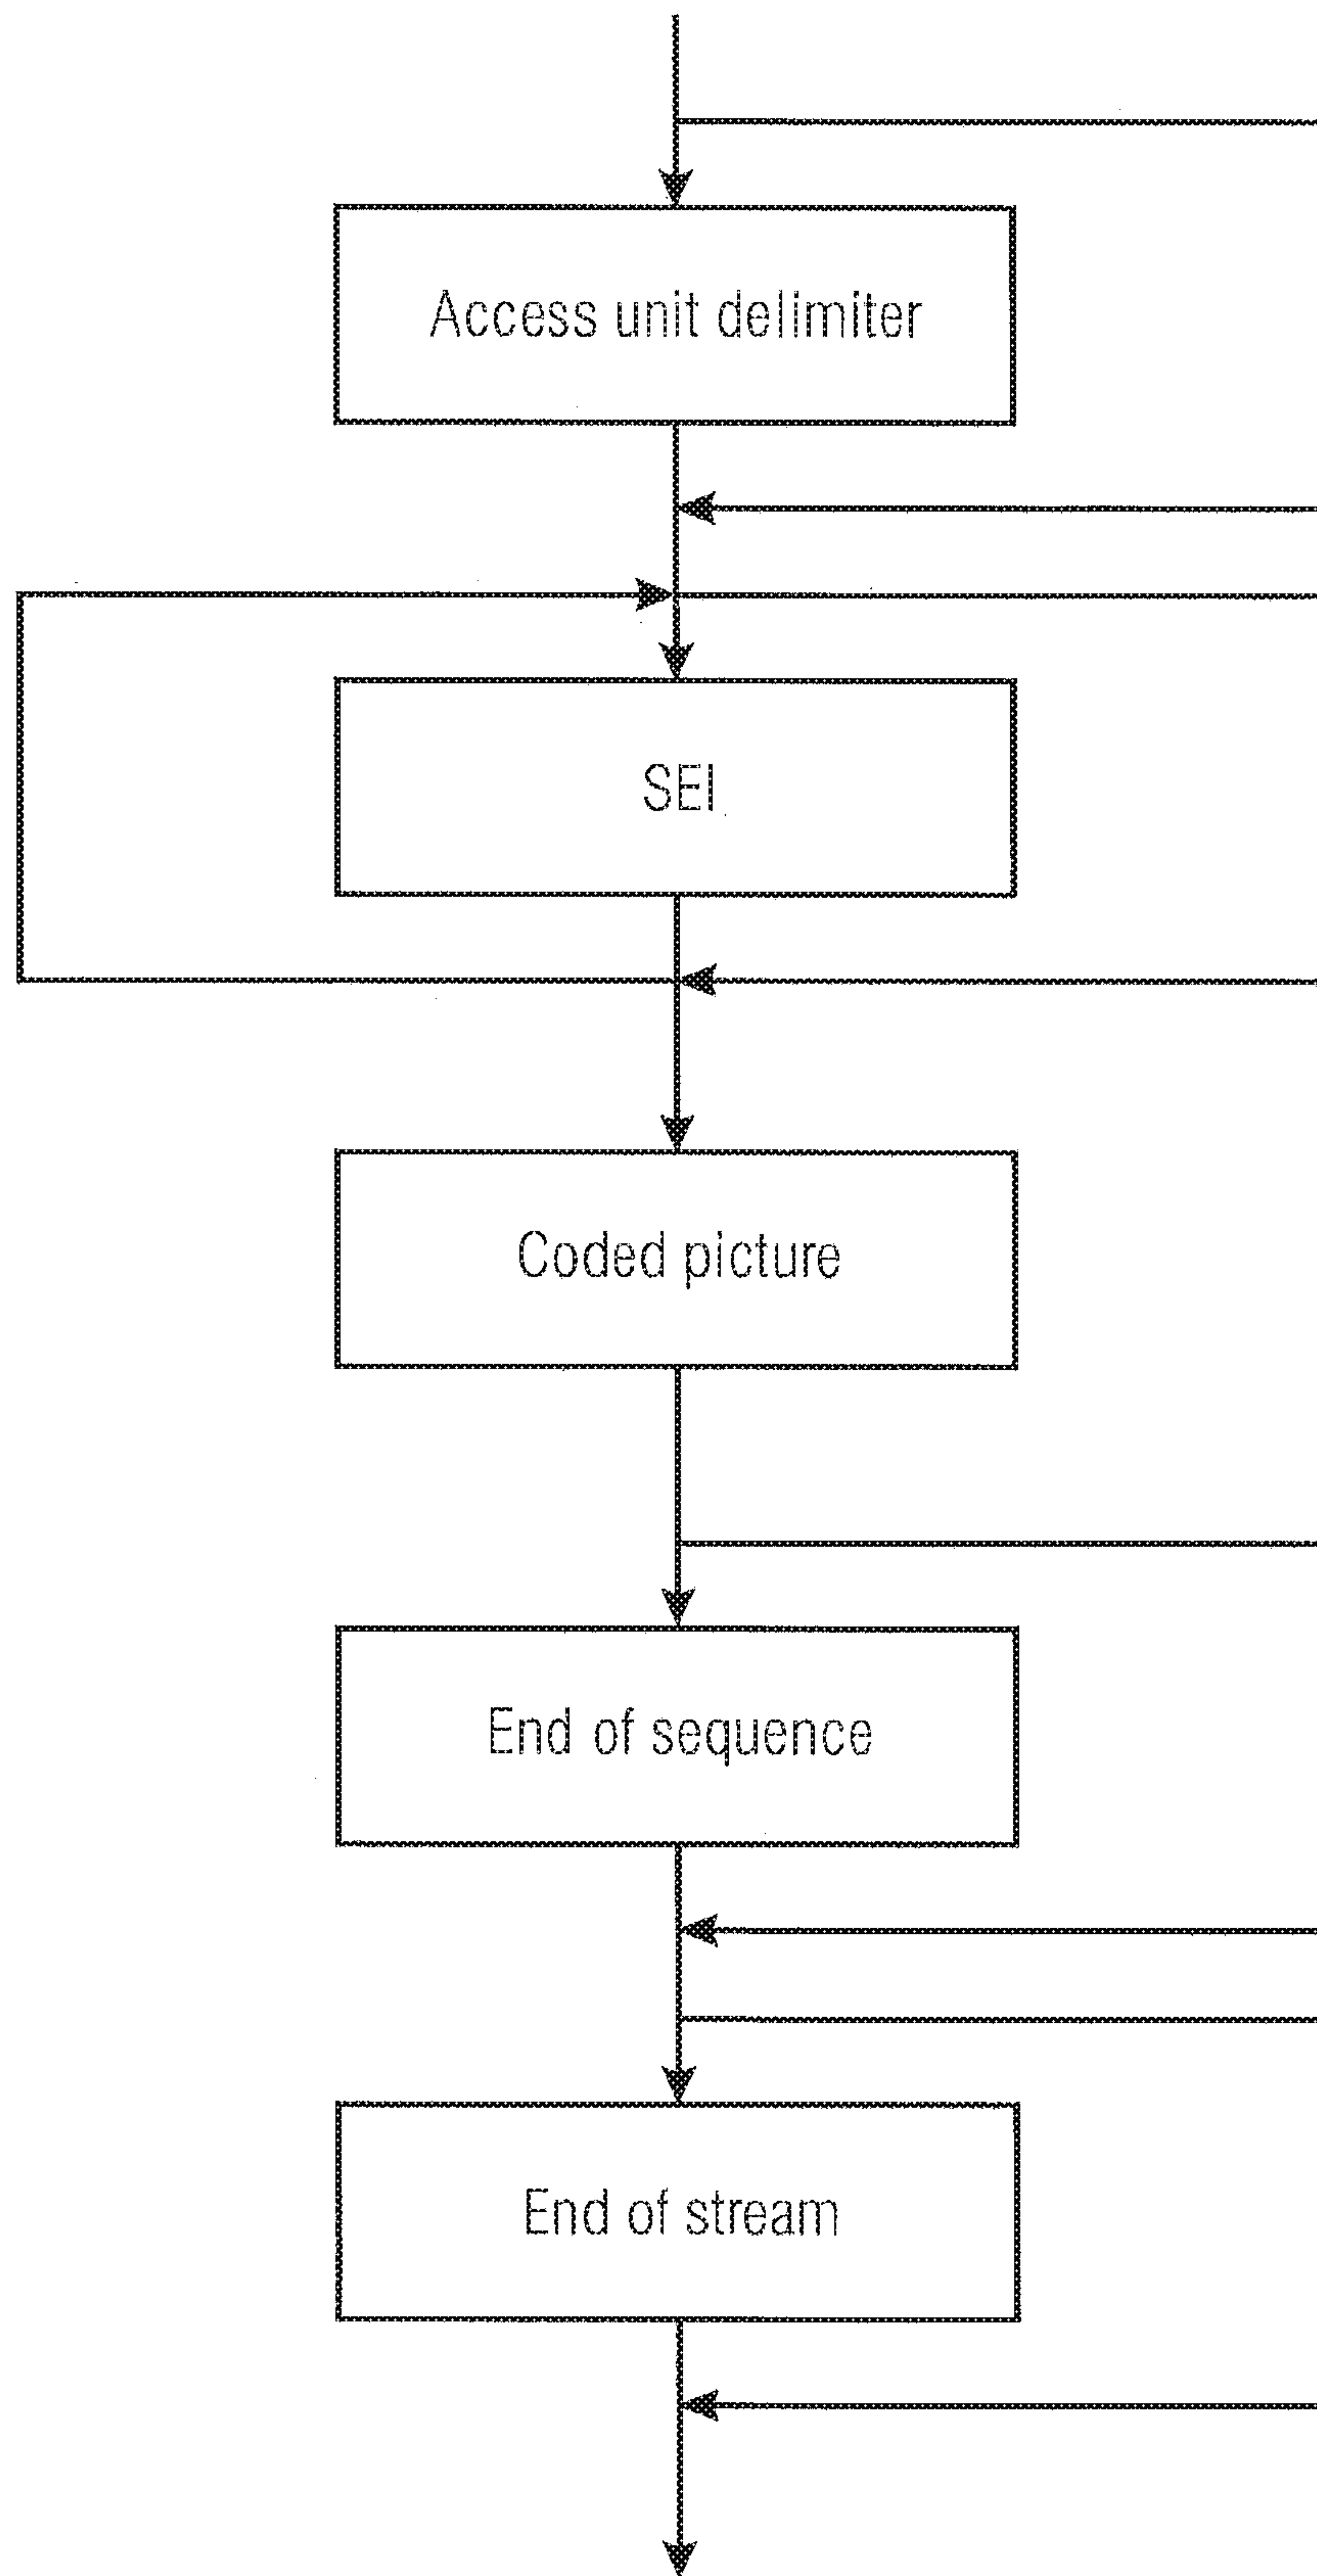 Access unit delimiter
SEI
Coded picture
End of sequence
End of stream